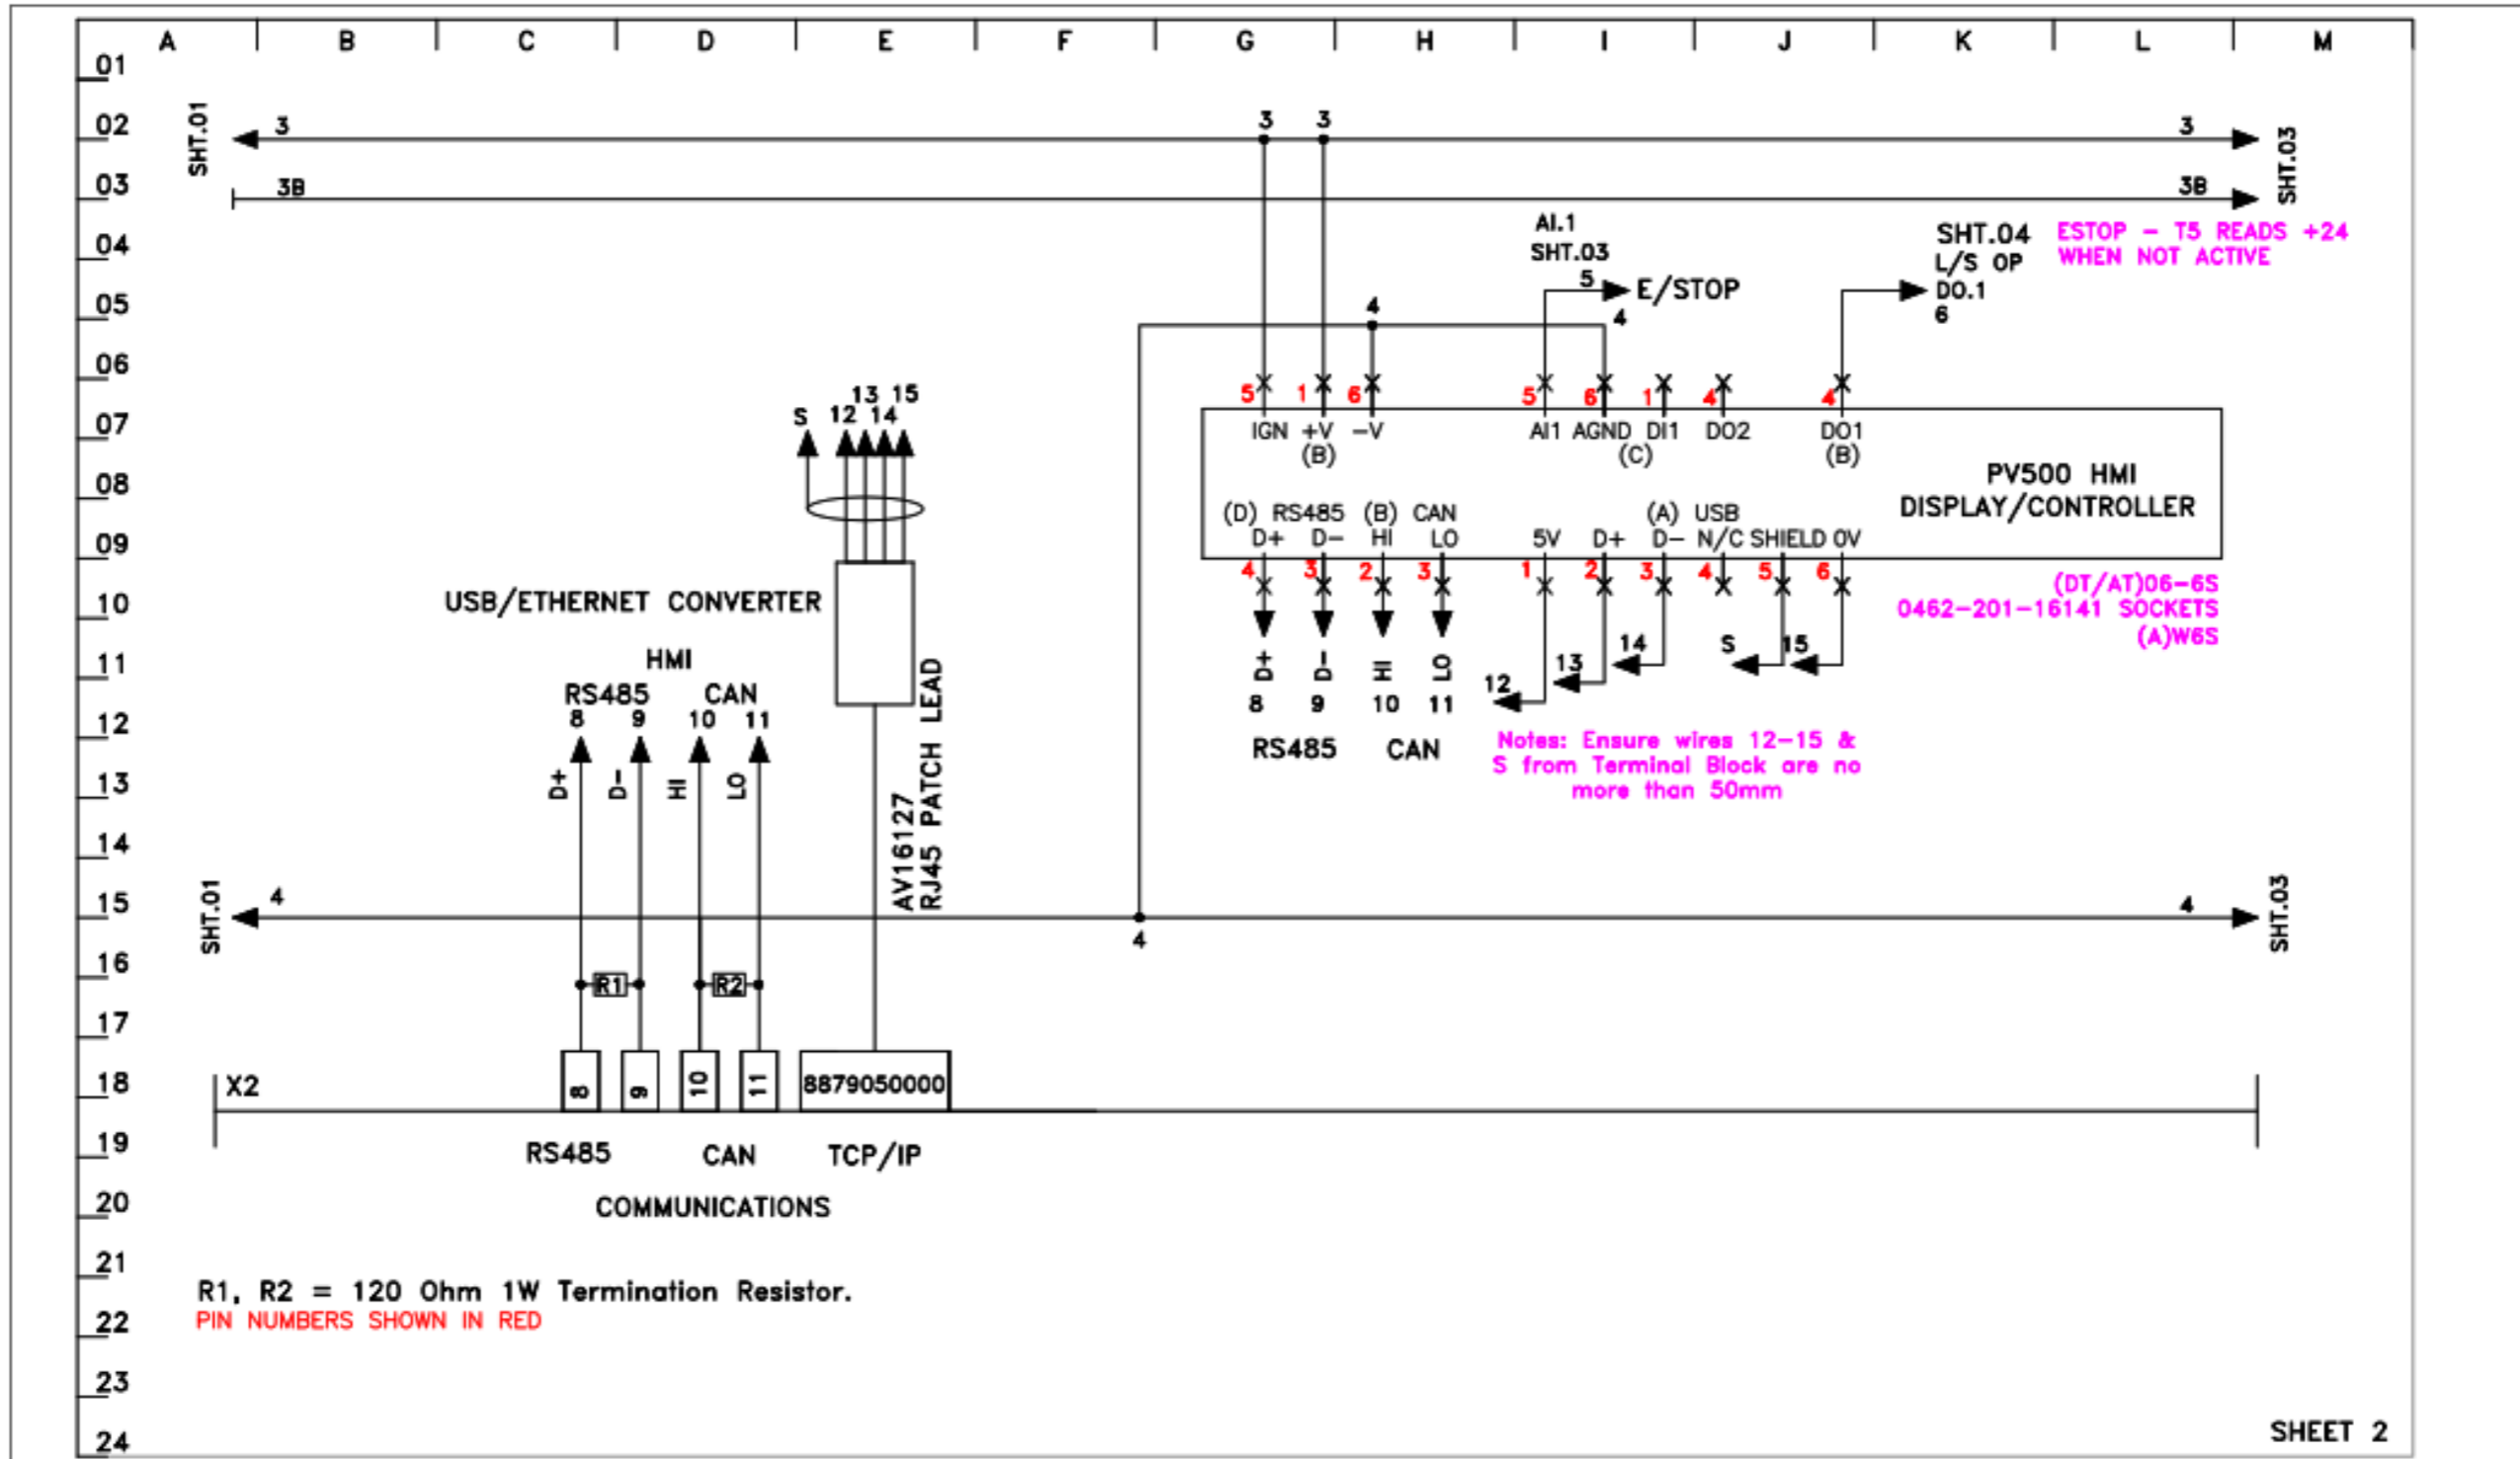 A B C D E F G H I J K L M
01
02
03
04
05
06
07
08
09
10
11
12
13
14
15
16
17
18
19
20
21
22
23
24
SHT.01
3
3
3
3
SHT.03
3B
3B
AI.1
SHT.03
5
E/STOP
4
4
SHT.04
L/S OP
DO.1
6
ESTOP - T5 READS +24
WHEN NOT ACTIVE
S 12 13 14 15
5 1 6 5 6 1 4 4
IGN +V -V AI1 AGND DI1 DO2 DO1
(B) (C) (B)
PV500 HMI
DISPLAY/CONTROLLER
(D) RS485 (B) CAN (A) USB
D+ D- HI LO 5V D+ D- N/C SHIELD 0V
4 3 2 3 1 2 3 4 5 6
(DT/AT)06-6S
0462-201-16141 SOCKETS
(A)W6S
D+ D- HI LO
8 9 10 11
RS485 CAN
12 13 14 S 15
Notes: Ensure wires 12-15 &
S from Terminal Block are no
more than 50mm
USB/ETHERNET CONVERTER
HMI
RS485 CAN
8 9 10 11
D+ D- HI LO
AV16127
RJ45 PATCH LEAD
SHT.01
4
4
4
SHT.03
R1 R2
X2
8 9 10 11 8879050000
RS485 CAN TCP/IP
COMMUNICATIONS
R1, R2 = 120 Ohm 1W Termination Resistor.
PIN NUMBERS SHOWN IN RED
SHEET 2